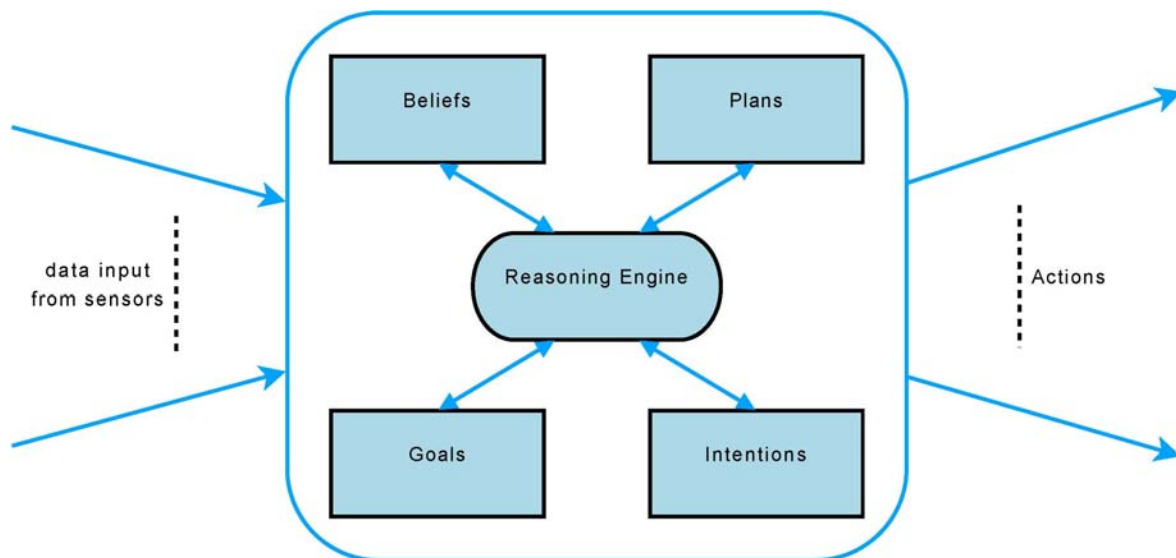 Beliefs
Plans
data input
from sensors
Reasoning Engine
Actions
Goals
Intentions